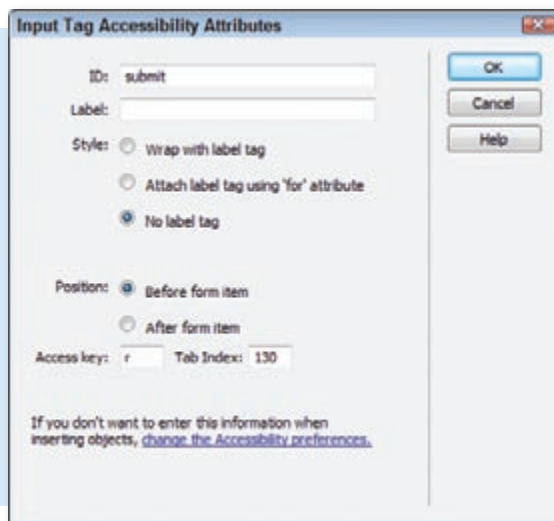 Input Tag Accessibility Attributes
ID: submit
OK
Label:
Cancel
Style: Wrap with label tag
Help
Attach label tag using 'for' attribute
No label tag
Position: Before form item
After form item
Access key: r Tab Index: 130
If you don't want to enter this information when
inserting objects, change the Accessibility preferences.